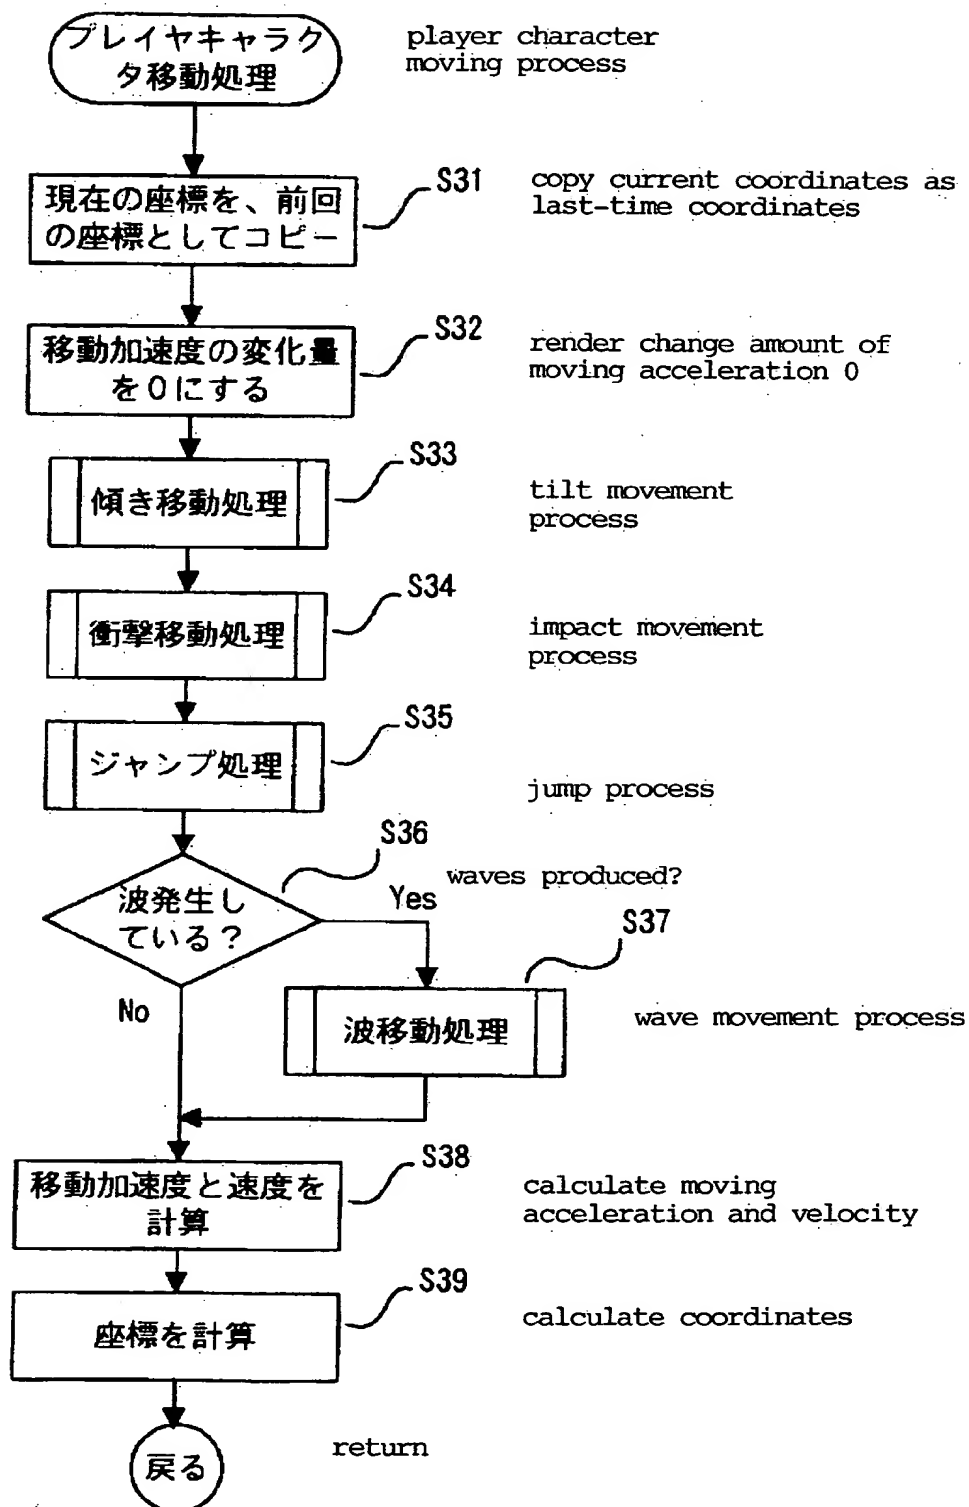 プレイヤキャラク
タ移動処理
player character
moving process
現在の座標を、前回
の座標としてコピー
S31
copy current coordinates as
last-time coordinates
移動加速度の変化量
を0にする
S32
render change amount of
moving acceleration 0
傾き移動処理
S33
tilt movement
process
衝撃移動処理
S34
impact movement
process
ジャンプ処理
S35
jump process
波発生し
ている?
S36
waves produced?
Yes
No
S37
波移動処理
wave movement process
移動加速度と速度を
計算
S38
calculate moving
acceleration and velocity
座標を計算
S39
calculate coordinates
戻る
return